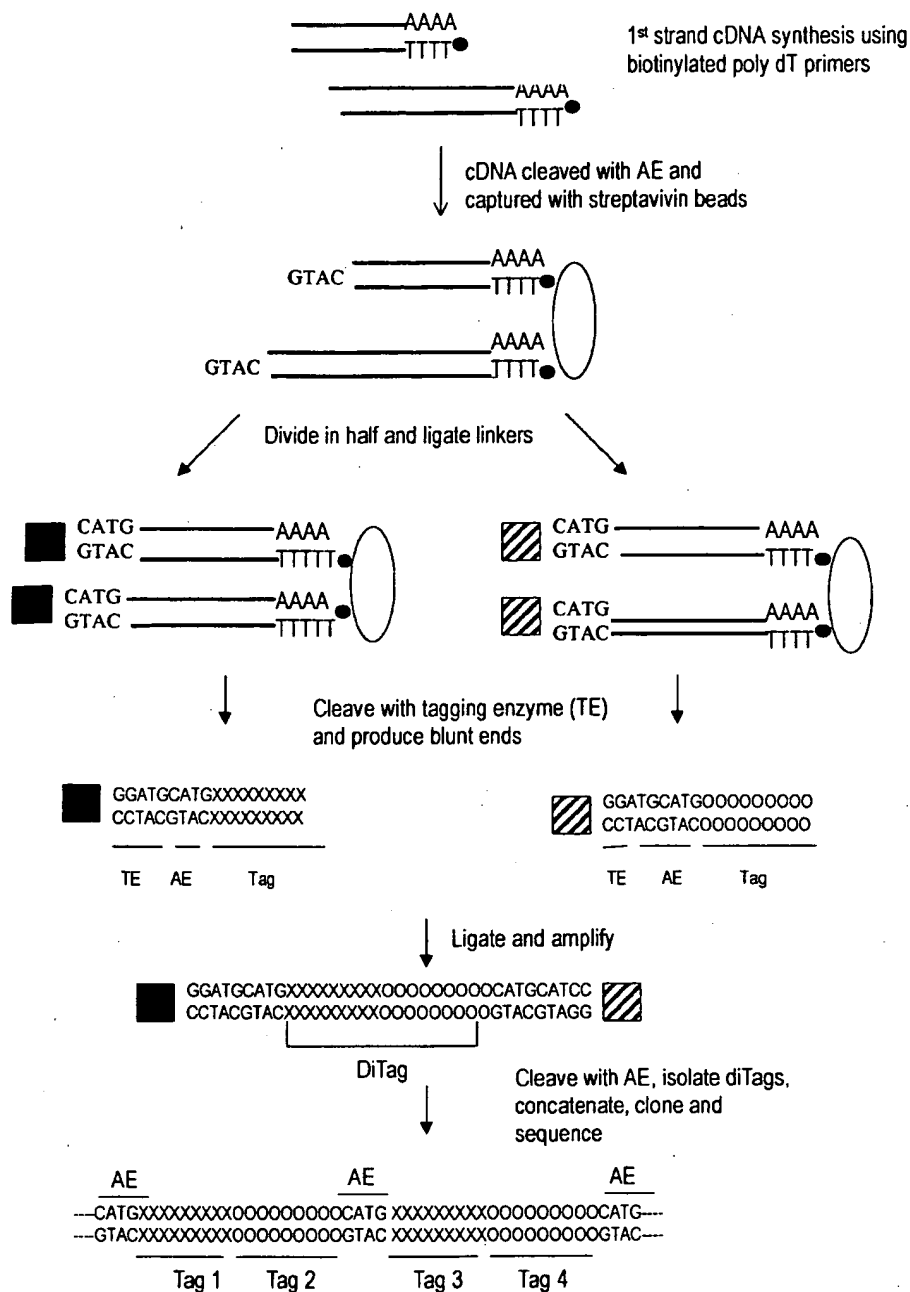 AAAA
TTTT
1st strand cDNA synthesis using
biotinylated poly dT primers
AAAA
TTTT
cDNA cleaved with AE and
captured with streptavivin beads
AAAA
GTAC
TTTT
AAAA
GTAC
TTTT
Divide in half and ligate linkers
CATG AAAA
GTAC TTTTT
CATG AAAA
GTAC TTTTT
CATG AAAA
GTAC TTTT
CATG AAAA
GTAC TTTT
Cleave with tagging enzyme (TE)
and produce blunt ends
GGATGCATGXXXXXXXXX
CCTACGTACXXXXXXXXX
TE AE Tag
GGATGCATGOOOOOOOOO
CCTACGTACOOOOOOOOO
TE AE Tag
Ligate and amplify
GGATGCATGXXXXXXXXXOOOOOOOOOCATGCATCC
CCTACGTACXXXXXXXXXOOOOOOOOOGTACGTAGG
DiTag
Cleave with AE, isolate diTags,
concatenate, clone and
sequence
AE AE AE
----CATGXXXXXXXXXOOOOOOOOOCATG XXXXXXXXXOOOOOOOOOCATG----
----GTACXXXXXXXXXOOOOOOOOOGTAC XXXXXXXXXOOOOOOOOOGTAC----
Tag 1 Tag 2 Tag 3 Tag 4